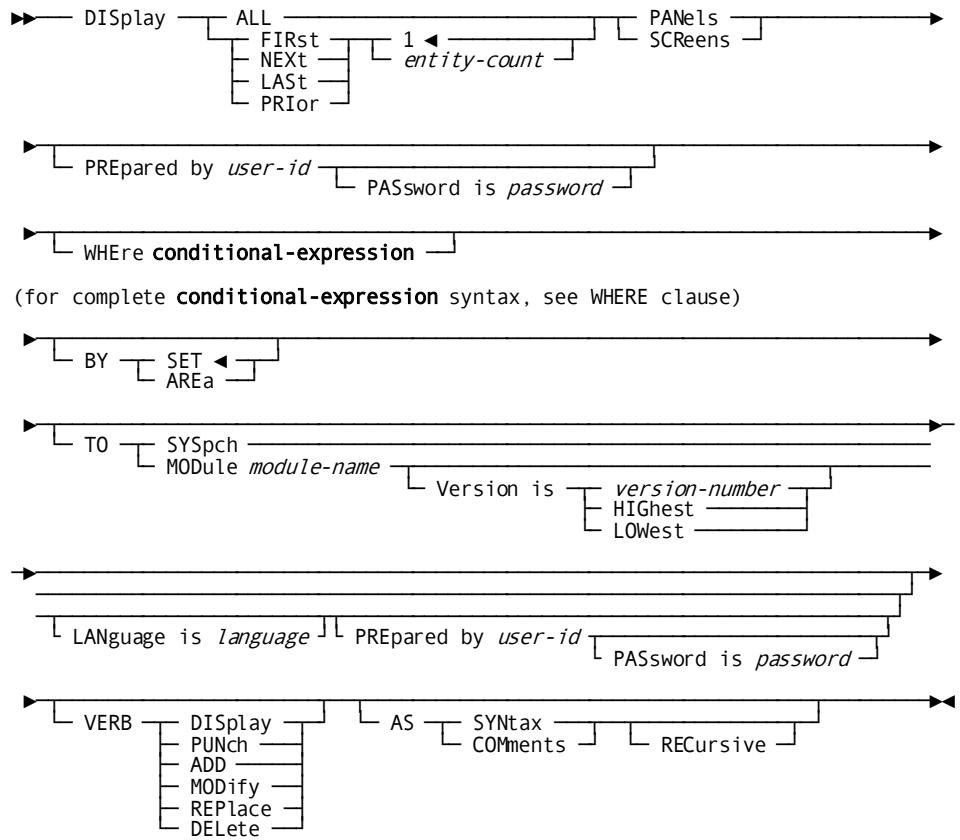 DISplay ALL PANels
FIRst 1 SCReens
NEXt entity-count
LASt
PRIor
PREpared by user-id
PASsword is password
WHEre conditional-expression
(for complete conditional-expression syntax, see WHERE clause)
BY SET
AREa
TO SYSpch
MODule module-name
Version is version-number
HIGhest
LOWest
LANguage is language PREpared by user-id
PASsword is password
VERB DISplay AS SYNtax
PUNch COMments RECursive
ADD
MODify
REPlace
DELete